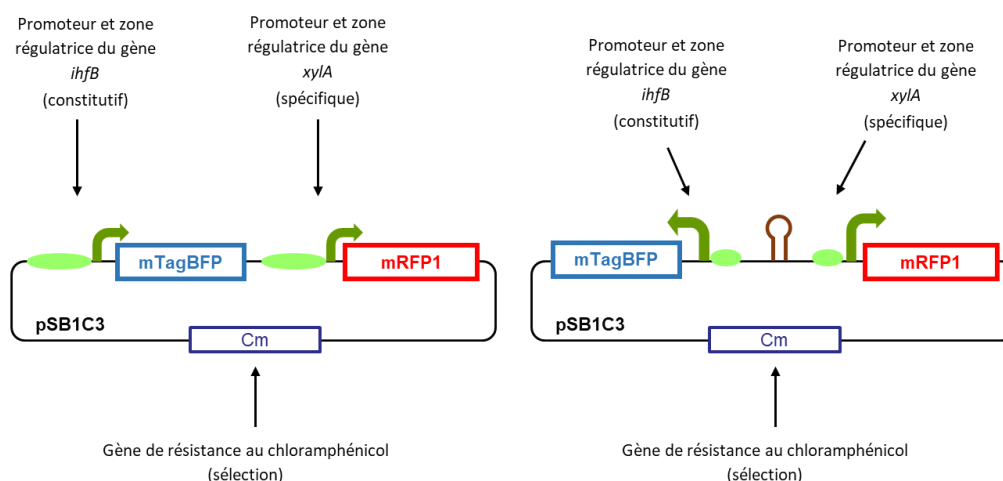 Promoteur et zone
régulatrice du gène
ihfB
(constitutif)
Promoteur et zone
régulatrice du gène
xylA
(spécifique)
mTagBFP
mRFP1
pSB1C3
Cm
Gène de résistance au chloramphénicol
(sélection)
Promoteur et zone
régulatrice du gène
ihfB
(constitutif)
Promoteur et zone
régulatrice du gène
xylA
(spécifique)
mTagBFP
mRFP1
pSB1C3
Cm
Gène de résistance au chloramphénicol
(sélection)